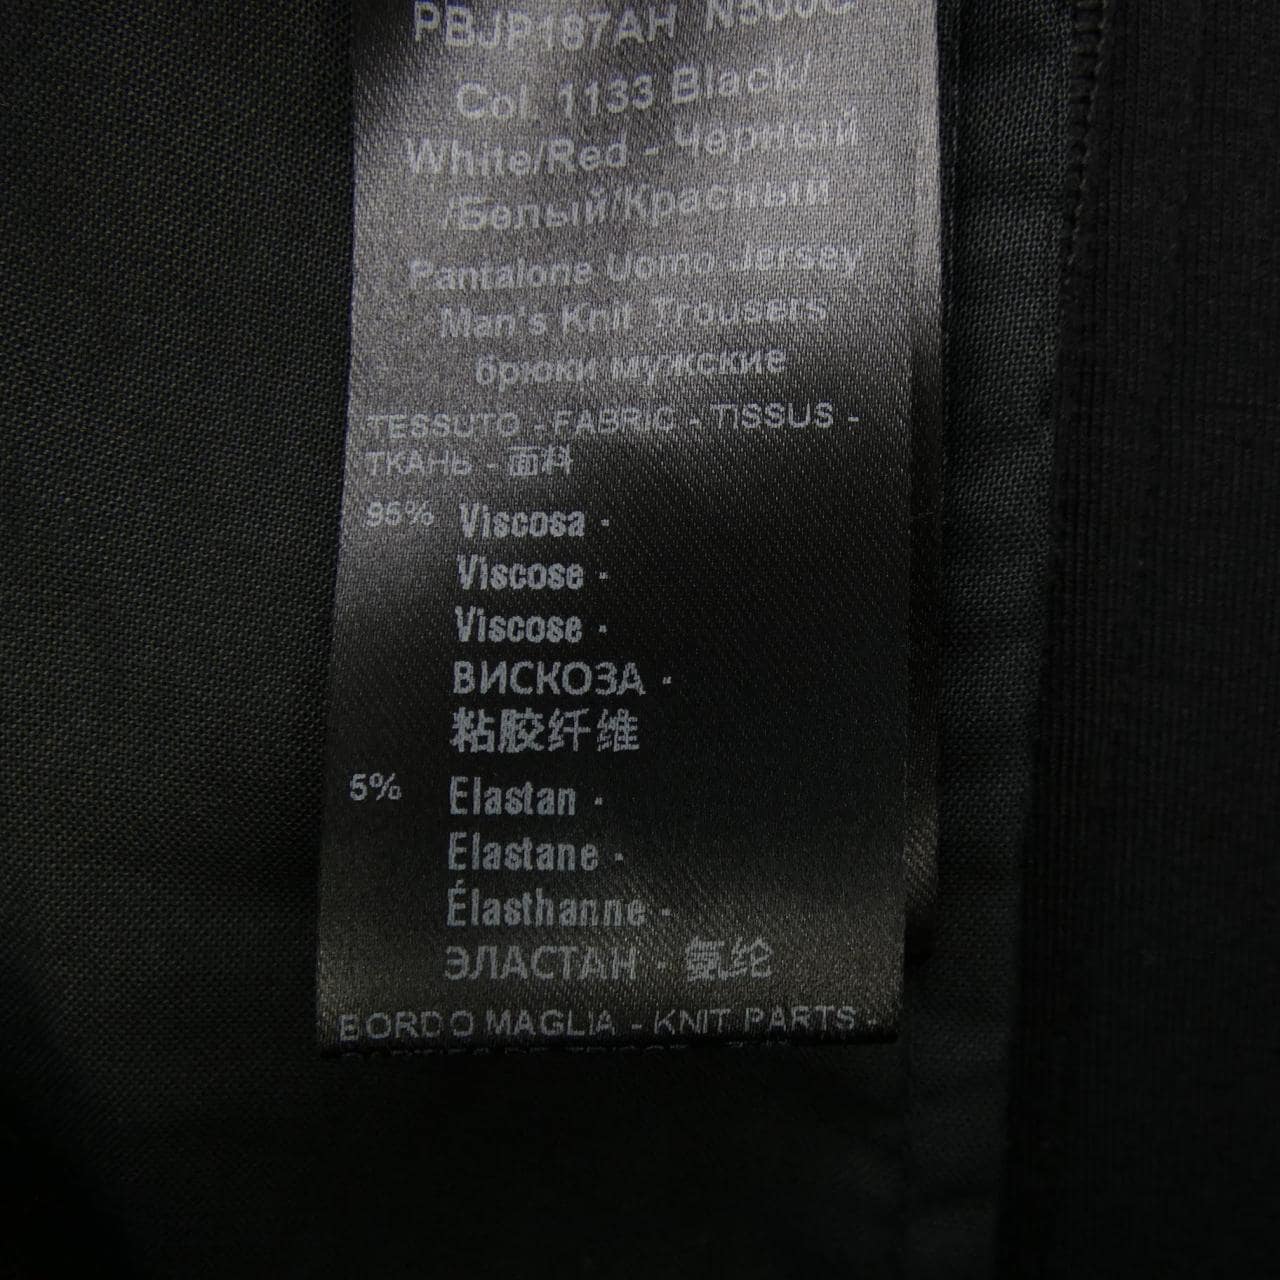 PBJP187AH N300C
Col. 1133 Black/
White/Red - Черный
/Белый/Красный
Pantalone Uomo Jersey
Man's Knit Trousers
брюки мужские
TESSUTO - FABRIC - TISSUS -
ТКАНЬ - 面料
95% Viscosa -
Viscose -
Viscose -
ВИСКОЗА -
粘胶纤维
5% Elastan -
Elastane -
Élasthanne -
ЭЛАСТАН - 氨纶
BORDO MAGLIA - KNIT PARTS -